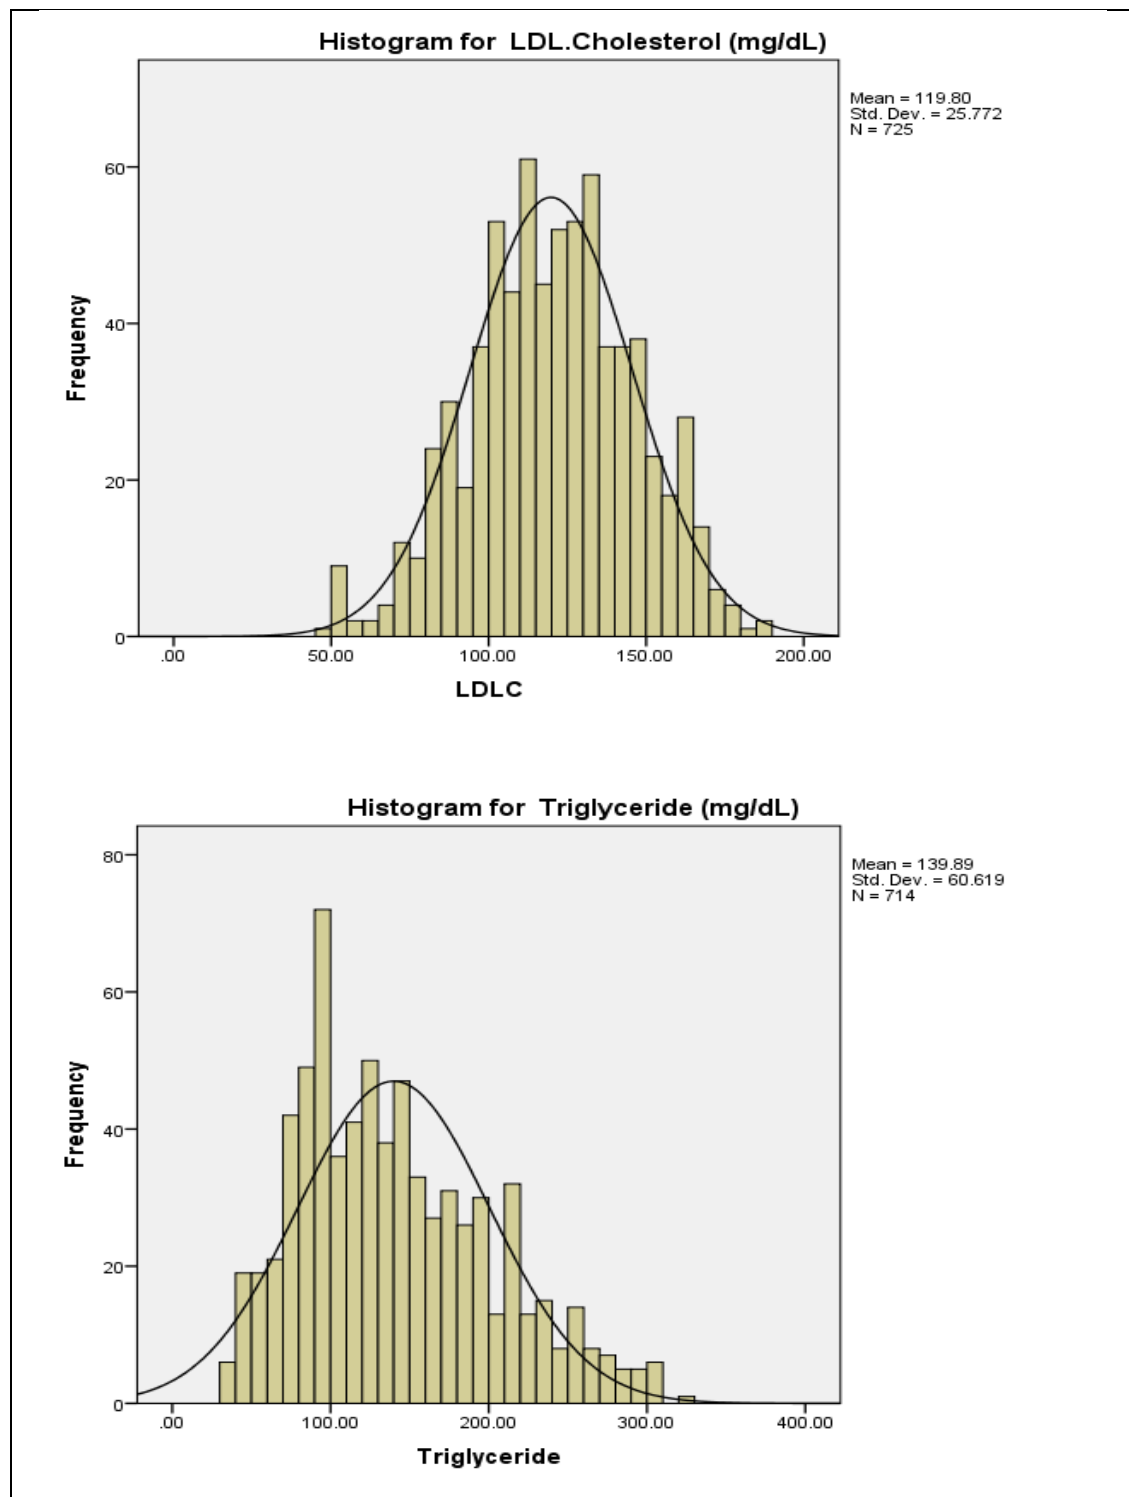 Histogram for LDL.Cholesterol (mg/dL)
Mean = 119.80
Std. Dev. = 25.772
N = 725
Frequency
60
40
20
0
.00 50.00 100.00 150.00 200.00
LDLC
Histogram for Triglyceride (mg/dL)
Mean = 139.89
Std. Dev. = 60.619
N = 714
Frequency
80
60
40
20
0
.00 100.00 200.00 300.00 400.00
Triglyceride